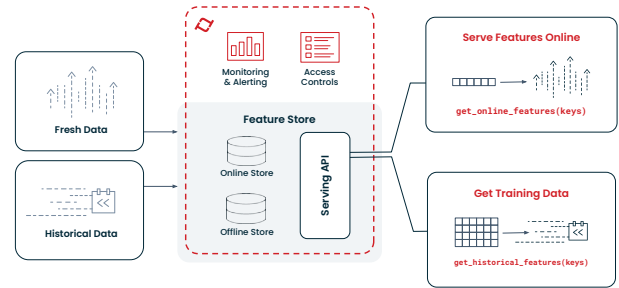 Fresh Data
Historical Data
Monitoring
& Alerting
Access
Controls
Feature Store
Online Store
Offline Store
Serving API
Serve Features Online
get_online_features(keys)
Get Training Data
get_historical_features(keys)